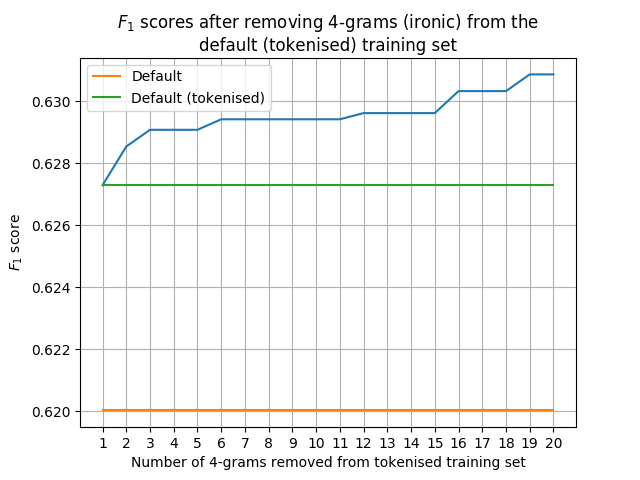 F1 scores after removing 4-grams (ironic) from the
default (tokenised) training set
Default
Default (tokenised)
0.630
0.628
0.626
0.624
0.622
0.620
F1 score
1 2 3 4 5 6 7 8 9 10 11 12 13 14 15 16 17 18 19 20
Number of 4-grams removed from tokenised training set